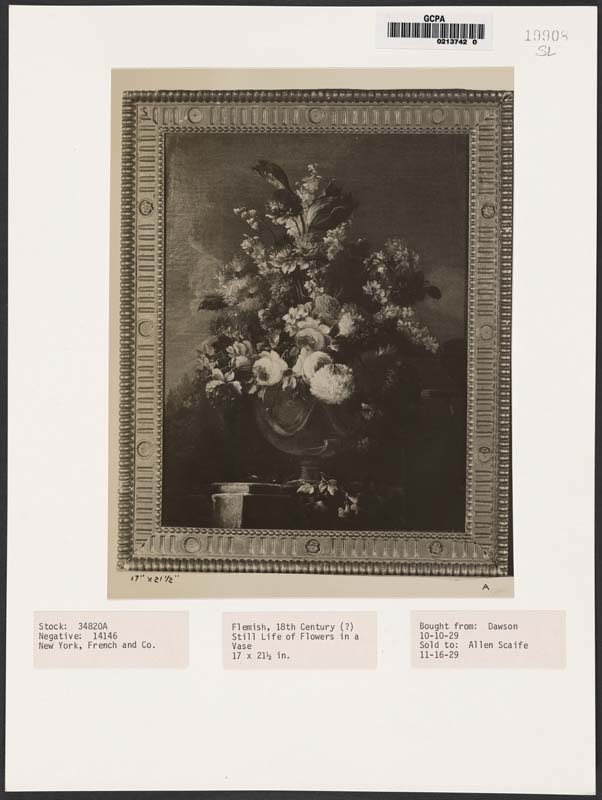 GCPA
0213742 0
19908
SL
17" x 21 1/2"
A
Stock: 34820A
Negative: 14146
New York, French and Co.
Flemish, 18th Century (?)
Still Life of Flowers in a
Vase
17 x 21½ in.
Bought from: Dawson
10-10-29
Sold to: Allen Scaife
11-16-29